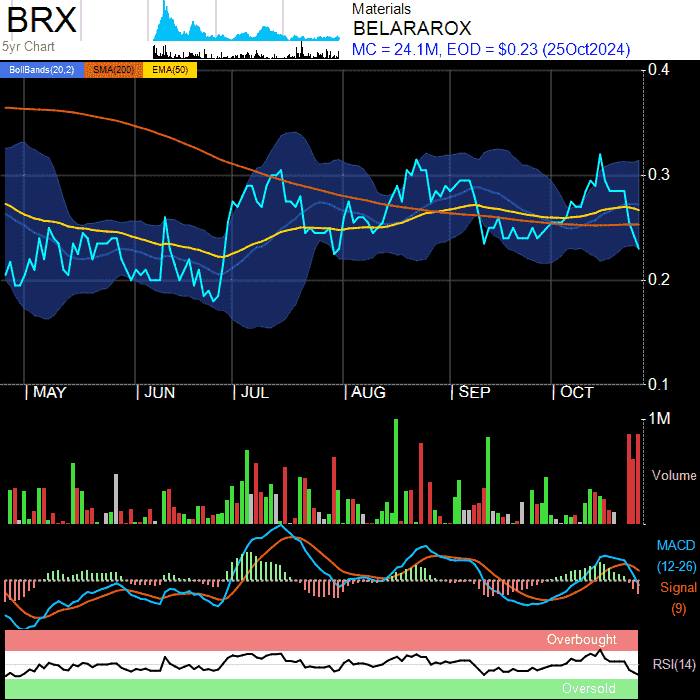 BRX
5yr Chart
Materials
BELARAROX
MC = 24.1M, EOD = $0.23 (25Oct2024)
BollBands(20,2) SMA(200) EMA(50)
0.4
0.3
0.2
0.1
MAY JUN JUL AUG SEP OCT
1M
Volume
MACD
(12-26)
Signal
(9)
Overbought
RSI(14)
Oversold